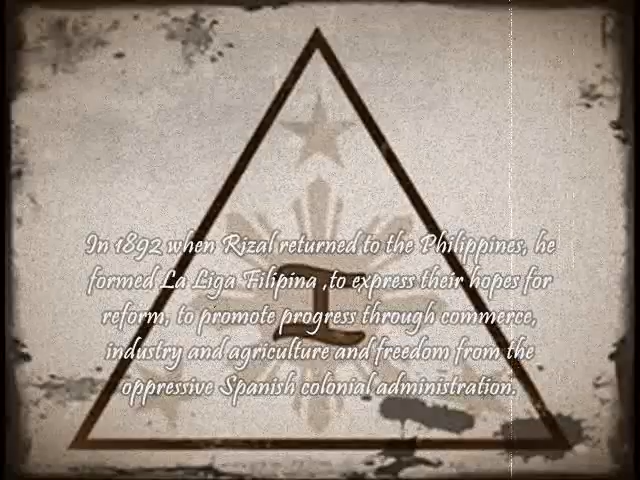 In 1892 when Rizal returned to the Philippines, he
formed La Liga Filipina ,to express their hopes for
reform, to promote progress through commerce,
industry and agriculture and freedom from the
oppressive Spanish colonial administration.
I